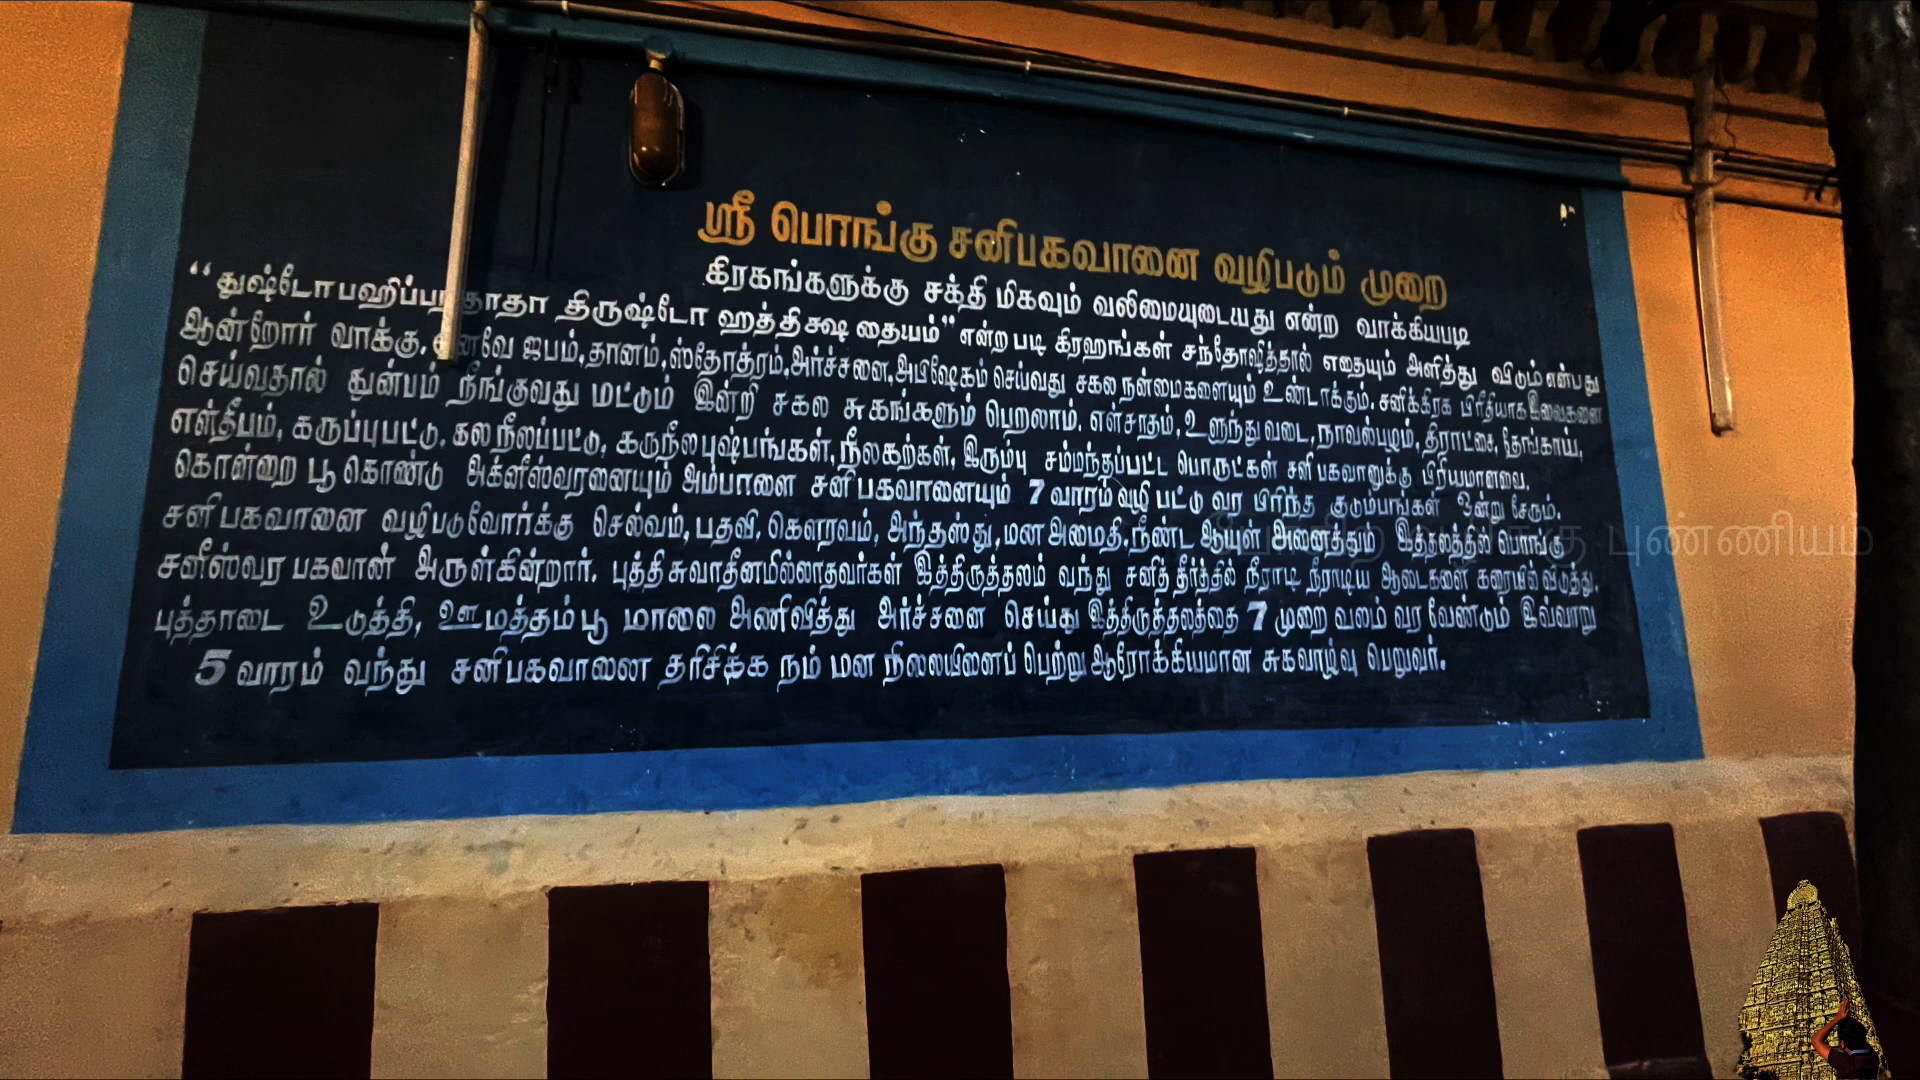 ஸ்ரீ பொங்கு சனிபகவானை வழிபடும் முறை
கிரகங்களுக்கு சக்தி மிகவும் வலிமையுடையது என்ற வாக்கியபடி
“துஷ்டோபஹிப்பரதாதா திருஷ்டோ ஹத்திக்ஷ தையம்” என்றபடி கிரஹங்கள் சந்தோஷித்தால் எதையும் அளித்து விடும் என்பது
ஆன்றோர் வாக்கு. எனவே ஜபம், தானம், ஸ்தோத்ரம், அர்ச்சனை, அபிஷேகம் செய்வது சகல நன்மைகளையும் உண்டாக்கும். சனிக்கிரக பிரீதியாக இவைகளை
செய்வதால் துன்பம் நீங்குவது மட்டும் இன்றி சகல சுகங்களும் பெறலாம். எள்சாதம், உளுந்து வடை, நாவல்பழம், திராட்சை, தேங்காய்,
எள்தீபம், கருப்புபட்டு, கலநீலப்பட்டு, கருநீலபுஷ்பங்கள், நீலகற்கள், இரும்பு சம்மந்தப்பட்ட பொருட்கள் சனிபகவானுக்கு பிரியமானவை.
கொன்றை பூ கொண்டு அக்னீஸ்வரனையும் அம்பாளை சனிபகவானையும் 7 வாரம் வழிபட்டு வர பிரிந்த குடும்பங்கள் ஒன்று சேரும்.
சனிபகவானை வழிபடுவோர்க்கு செல்வம், பதவி, கௌரவம், அந்தஸ்து, மன அமைதி, நீண்ட ஆயுள் அனைத்தும் இத்தலத்தில் பொங்கு
சனீஸ்வர பகவான் அருள்கின்றார். புத்திசுவாதீனமில்லாதவர்கள் இத்திருத்தலம் வந்து சனித் தீர்த்தில் நீராடி நீராடிய ஆடைகளை கரையில் விடுத்து,
புத்தாடை உடுத்தி, ஊமத்தம்பூ மாலை அணிவித்து அர்ச்சனை செய்து இத்திருத்தலத்தை 7 முறை வலம் வர வேண்டும் இவ்வாறு
5 வாரம் வந்து சனிபகவானை தரிசிக்க நம் மன நிலையினைப் பெற்று ஆரோக்கியமான சுகவாழ்வு பெறுவர்.
புண்ணியம்